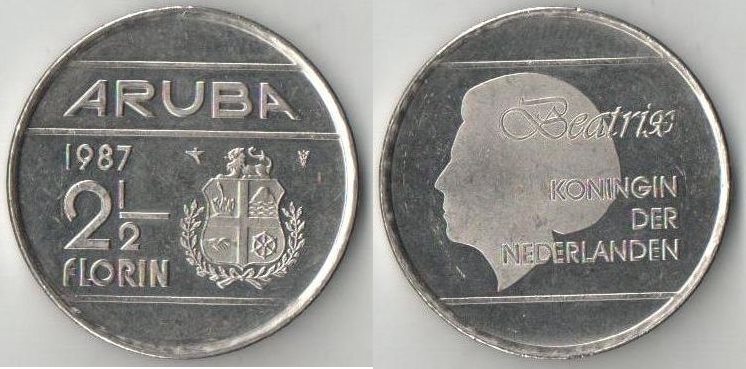 ARUBA
1987
2 1/2
FLORIN
Beatrix
KONINGIN
DER
NEDERLANDEN